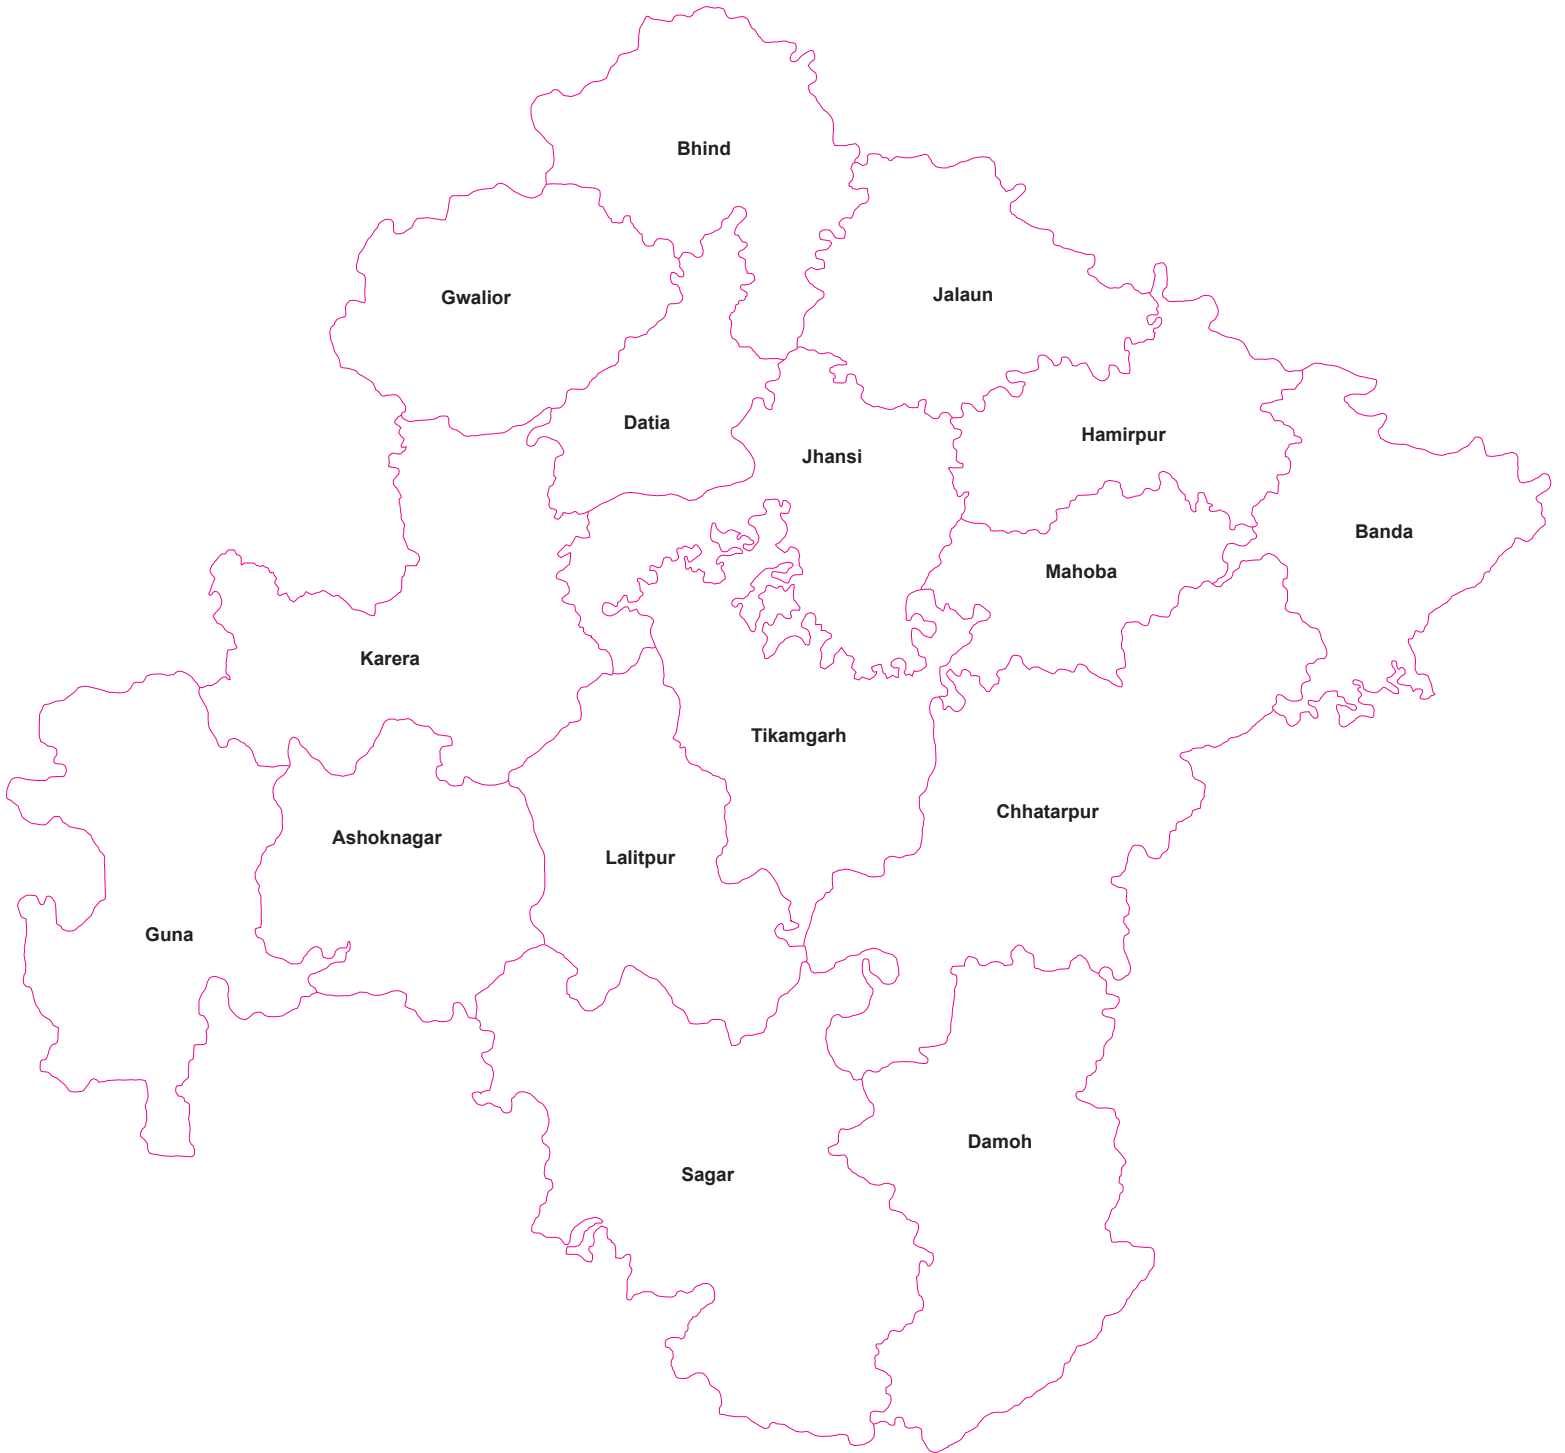 Bhind
Gwalior
Jalaun
Datia
Hamirpur
Jhansi
Banda
Mahoba
Karera
Tikamgarh
Chhatarpur
Ashoknagar
Lalitpur
Guna
Damoh
Sagar